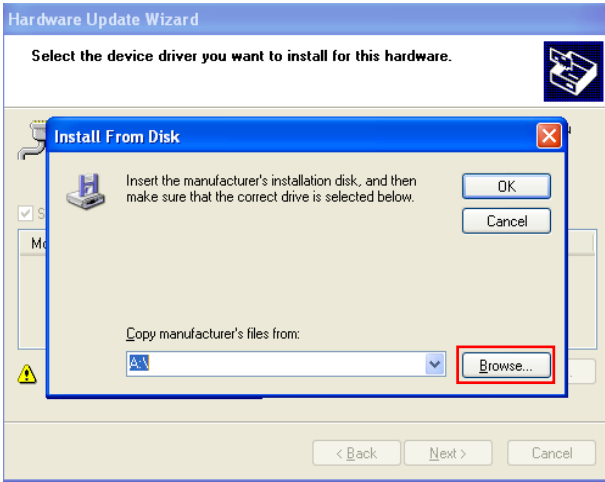 Hardware Update Wizard
Select the device driver you want to install for this hardware.
Install From Disk
Insert the manufacturer's installation disk, and then
make sure that the correct drive is selected below.
OK
Cancel
Copy manufacturer's files from:
A:\
Browse...
< Back
Next >
Cancel